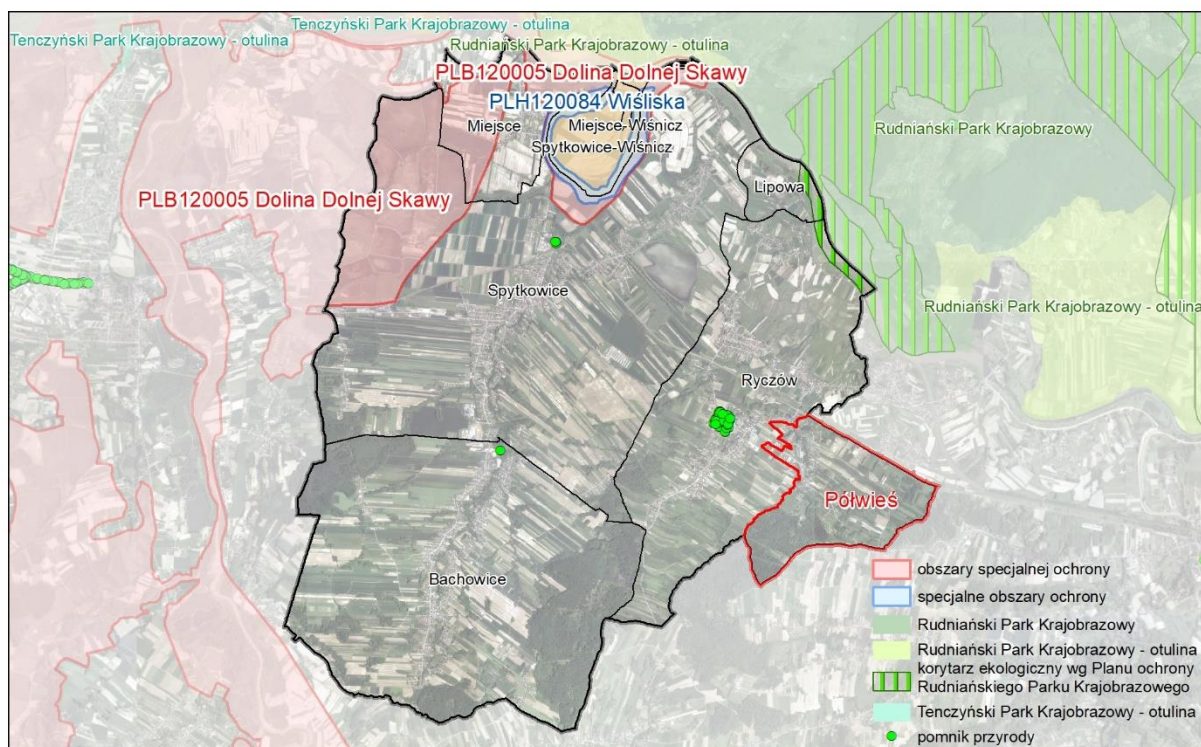 Tenczyński Park Krajobrazowy - otulina
Tenczyński Park Krajobrazowy - otulina
Rudniański Park Krajobrazowy - otulina
PLB120005 Dolina Dolnej Skawy
PLH120084 Wiśliska
Miejsce
Miejsce-Wiśnicz
Spytkowice-Wiśnicz
Rudniański Park Krajobrazowy
Lipowa
PLB120005 Dolina Dolnej Skawy
Spytkowice
Rudniański Park Krajobrazowy - otulina
Ryczów
Półwieś
Bachowice
obszary specjalnej ochrony
specjalne obszary ochrony
Rudniański Park Krajobrazowy
Rudniański Park Krajobrazowy - otulina
korytarz ekologiczny wg Planu ochrony
Rudniańskiego Parku Krajobrazowego
Tenczyński Park Krajobrazowy - otulina
pomnik przyrody